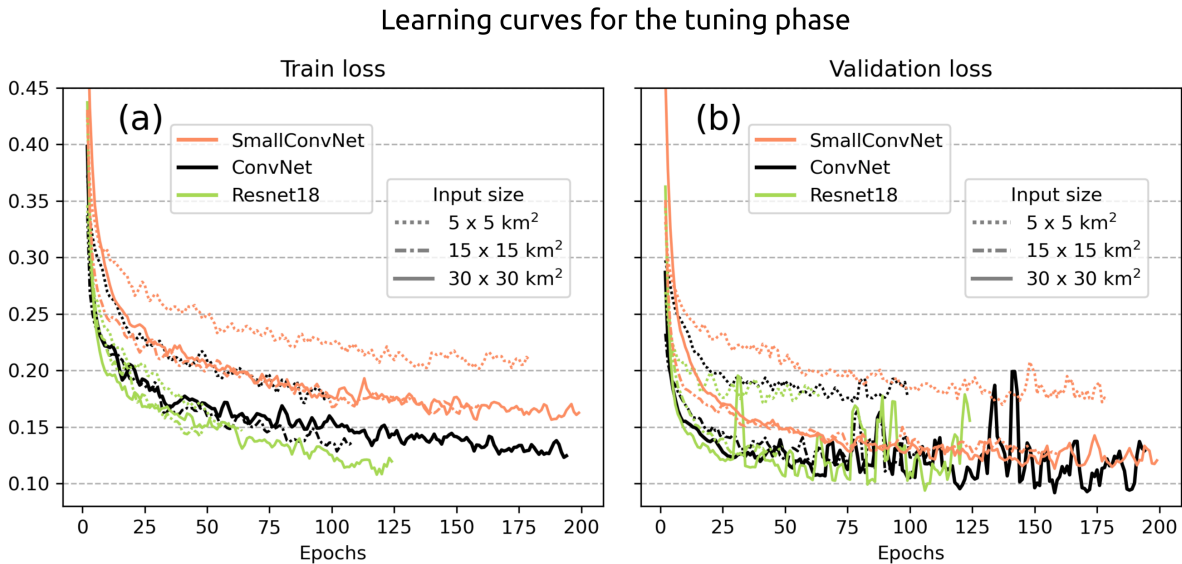 Learning curves for the tuning phase
Train loss
Validation loss
(a)
SmallConvNet
ConvNet
Resnet18
Input size
5 x 5 km²
15 x 15 km²
30 x 30 km²
0.45
0.40
0.35
0.30
0.25
0.20
0.15
0.10
0 25 50 75 100 125 150 175 200
Epochs
(b)
SmallConvNet
ConvNet
Resnet18
Input size
5 x 5 km²
15 x 15 km²
30 x 30 km²
0 25 50 75 100 125 150 175 200
Epochs